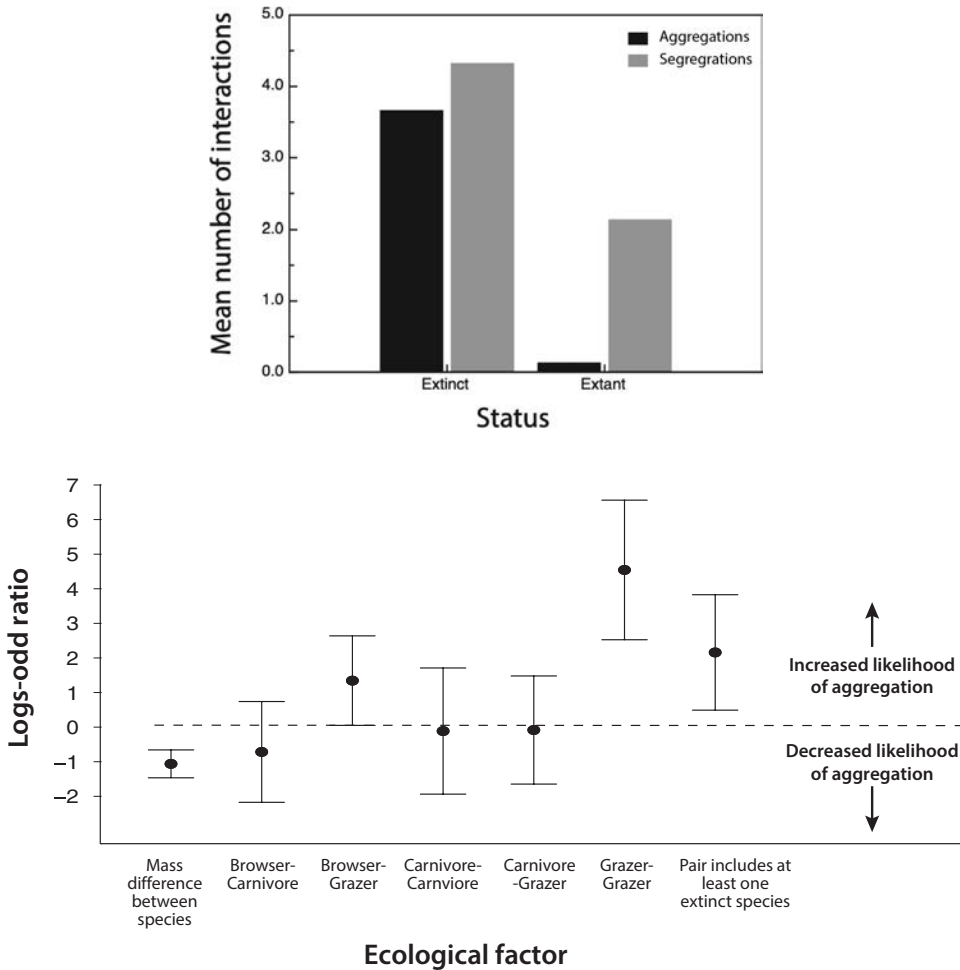 5.0
4.0
3.0
2.0
1.0
0.0
Mean number of interactions
Aggregations
Segregrations
Extinct
Extant
Status
7
6
5
4
3
2
1
0
−1
−2
Logs-odd ratio
Increased likelihood
of aggregation
Decreased likelihood
of aggregation
Mass
difference
between
species
Browser-
Carnivore
Browser-
Grazer
Carnivore-
Carnviore
Carnivore
-Grazer
Grazer-
Grazer
Pair includes at
least one
extinct species
Ecological factor